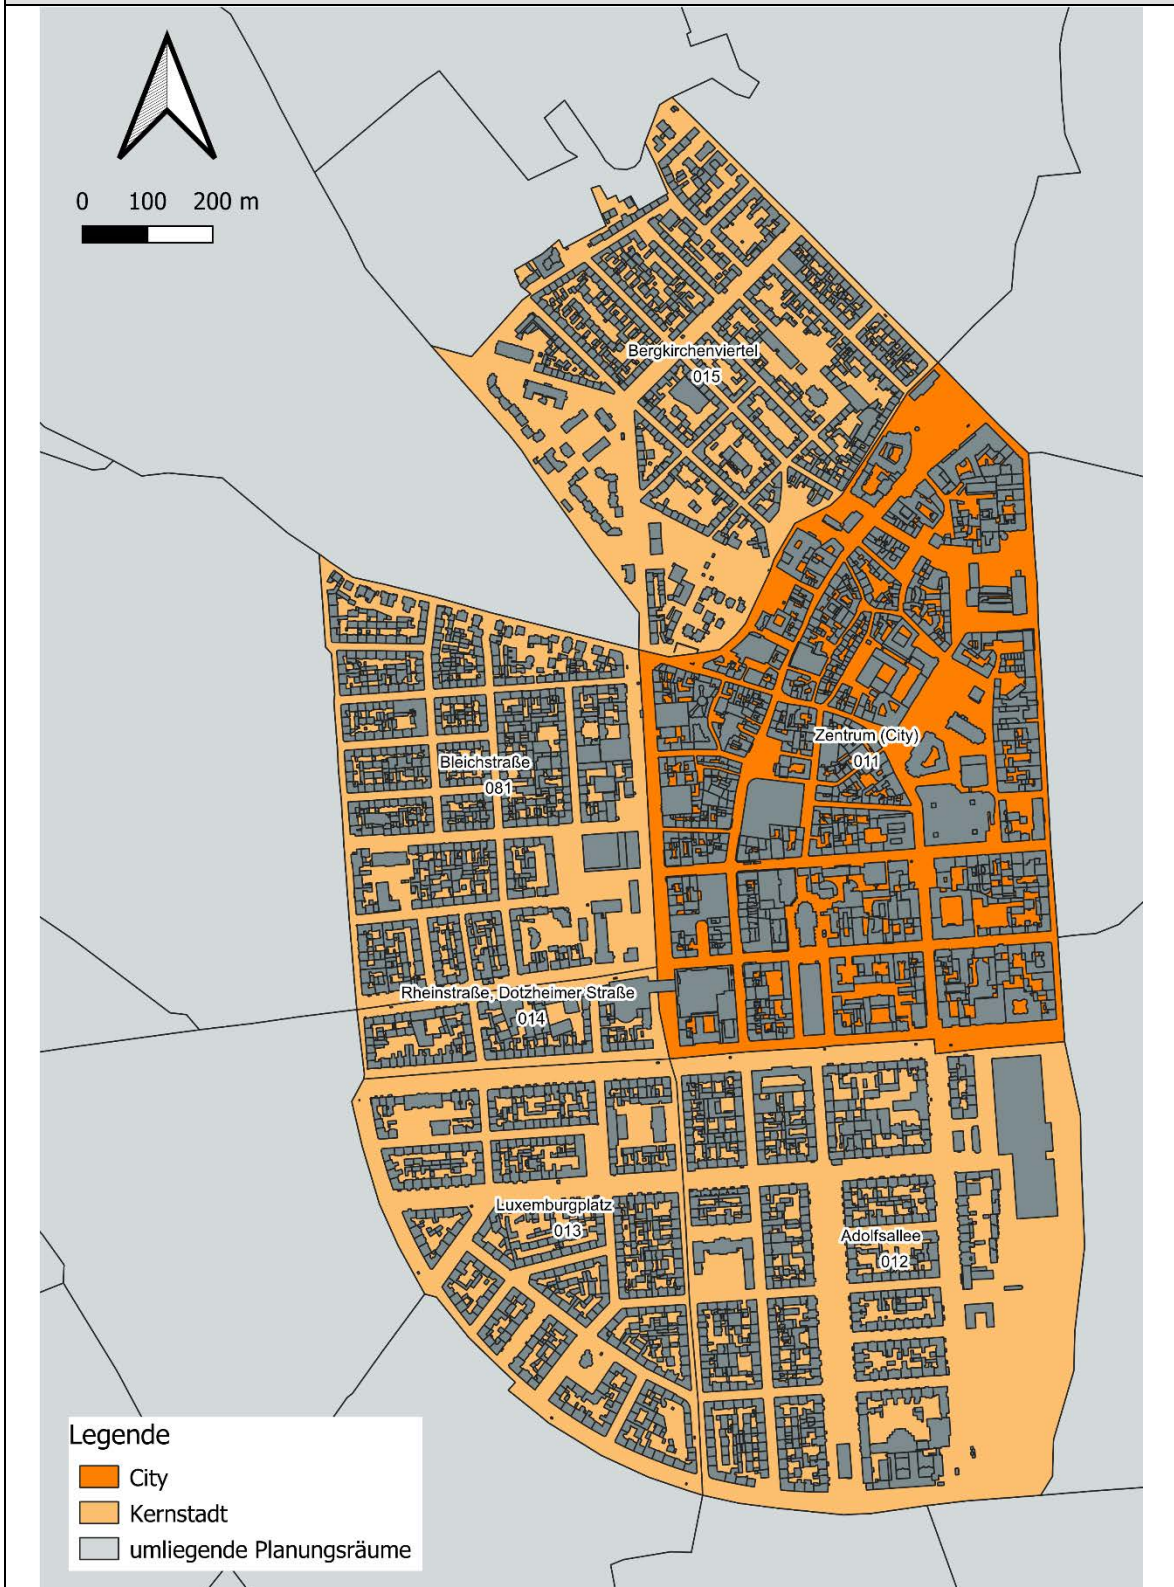 0 100 200 m
Bergkirchenviertel
015
Zentrum (City)
011
Bleichstraße
081
Rheinstraße, Dotzheimer Straße
014
Luxemburgplatz
013
Adolfsallee
012
Legende
City
Kernstadt
umliegende Planungsräume